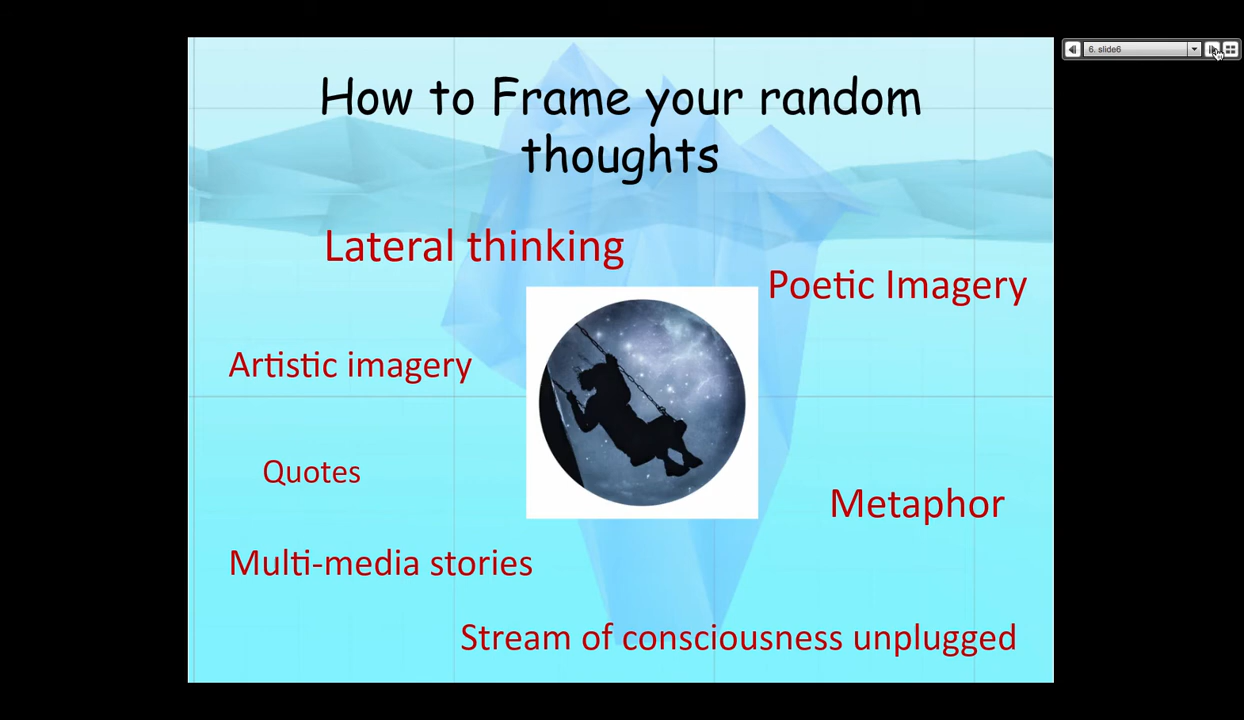 How to Frame your random
thoughts
Lateral thinking
Poetic Imagery
Artistic imagery
Quotes
Metaphor
Multi-media stories
Stream of consciousness unplugged
6. slide6